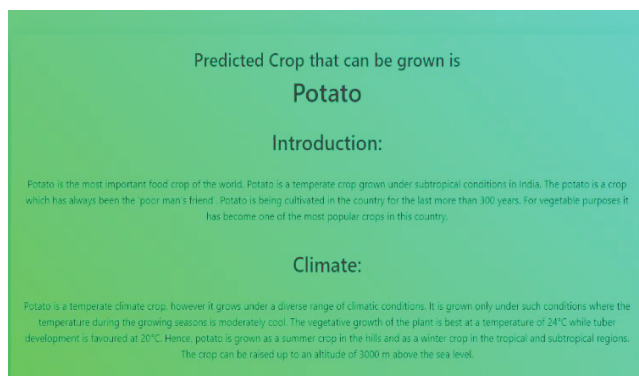 Predicted Crop that can be grown is
Potato
Introduction:
Potato is the most important food crop of the world. Potato is a temperate crop grown under subtropical conditions in India. The potato is a crop
which has always been the 'poor man's friend'. Potato is being cultivated in the country for the last more than 300 years. For vegetable purposes it
has become one of the most popular crops in this country.
Climate:
Potato is a temperate climate crop, however it grows under a diverse range of climatic conditions. It is grown only under such conditions where the
temperature during the growing seasons is moderately cool. The vegetative growth of the plant is best at a temperature of 24°C while tuber
development is favoured at 20°C. Hence, potato is grown as a summer crop in the hills and as a winter crop in the tropical and subtropical regions.
The crop can be raised up to an altitude of 3000 m above the sea level.